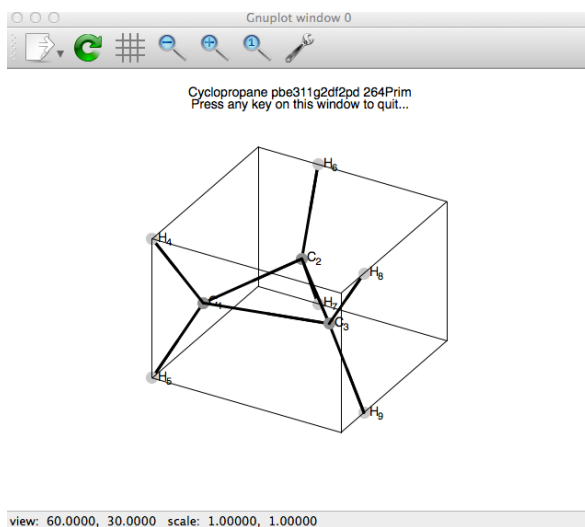 Gnuplot window 0
1
Cyclopropane pbe311g2df2pd 264Prim
Press any key on this window to quit...
H6
H4
C2
H8
H7
C3
H5
H9
view: 60.0000, 30.0000 scale: 1.00000, 1.00000